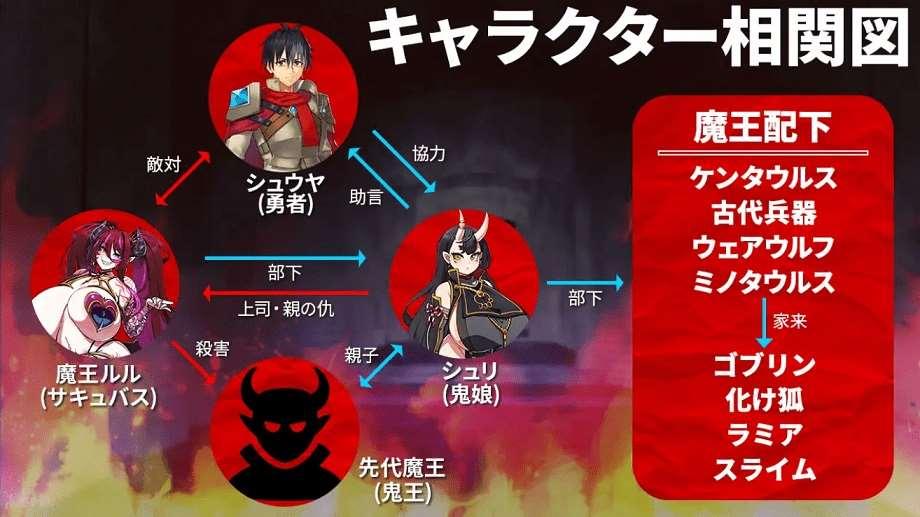 キャラクター相関図
敵対
協力
助言
シュウヤ
(勇者)
部下
上司・親の仇
殺害
親子
魔王ルル
(サキュバス)
シュリ
(鬼娘)
先代魔王
(鬼王)
部下
魔王配下
ケンタウルス
古代兵器
ウェアウルフ
ミノタウルス
家来
ゴブリン
化け狐
ラミア
スライム